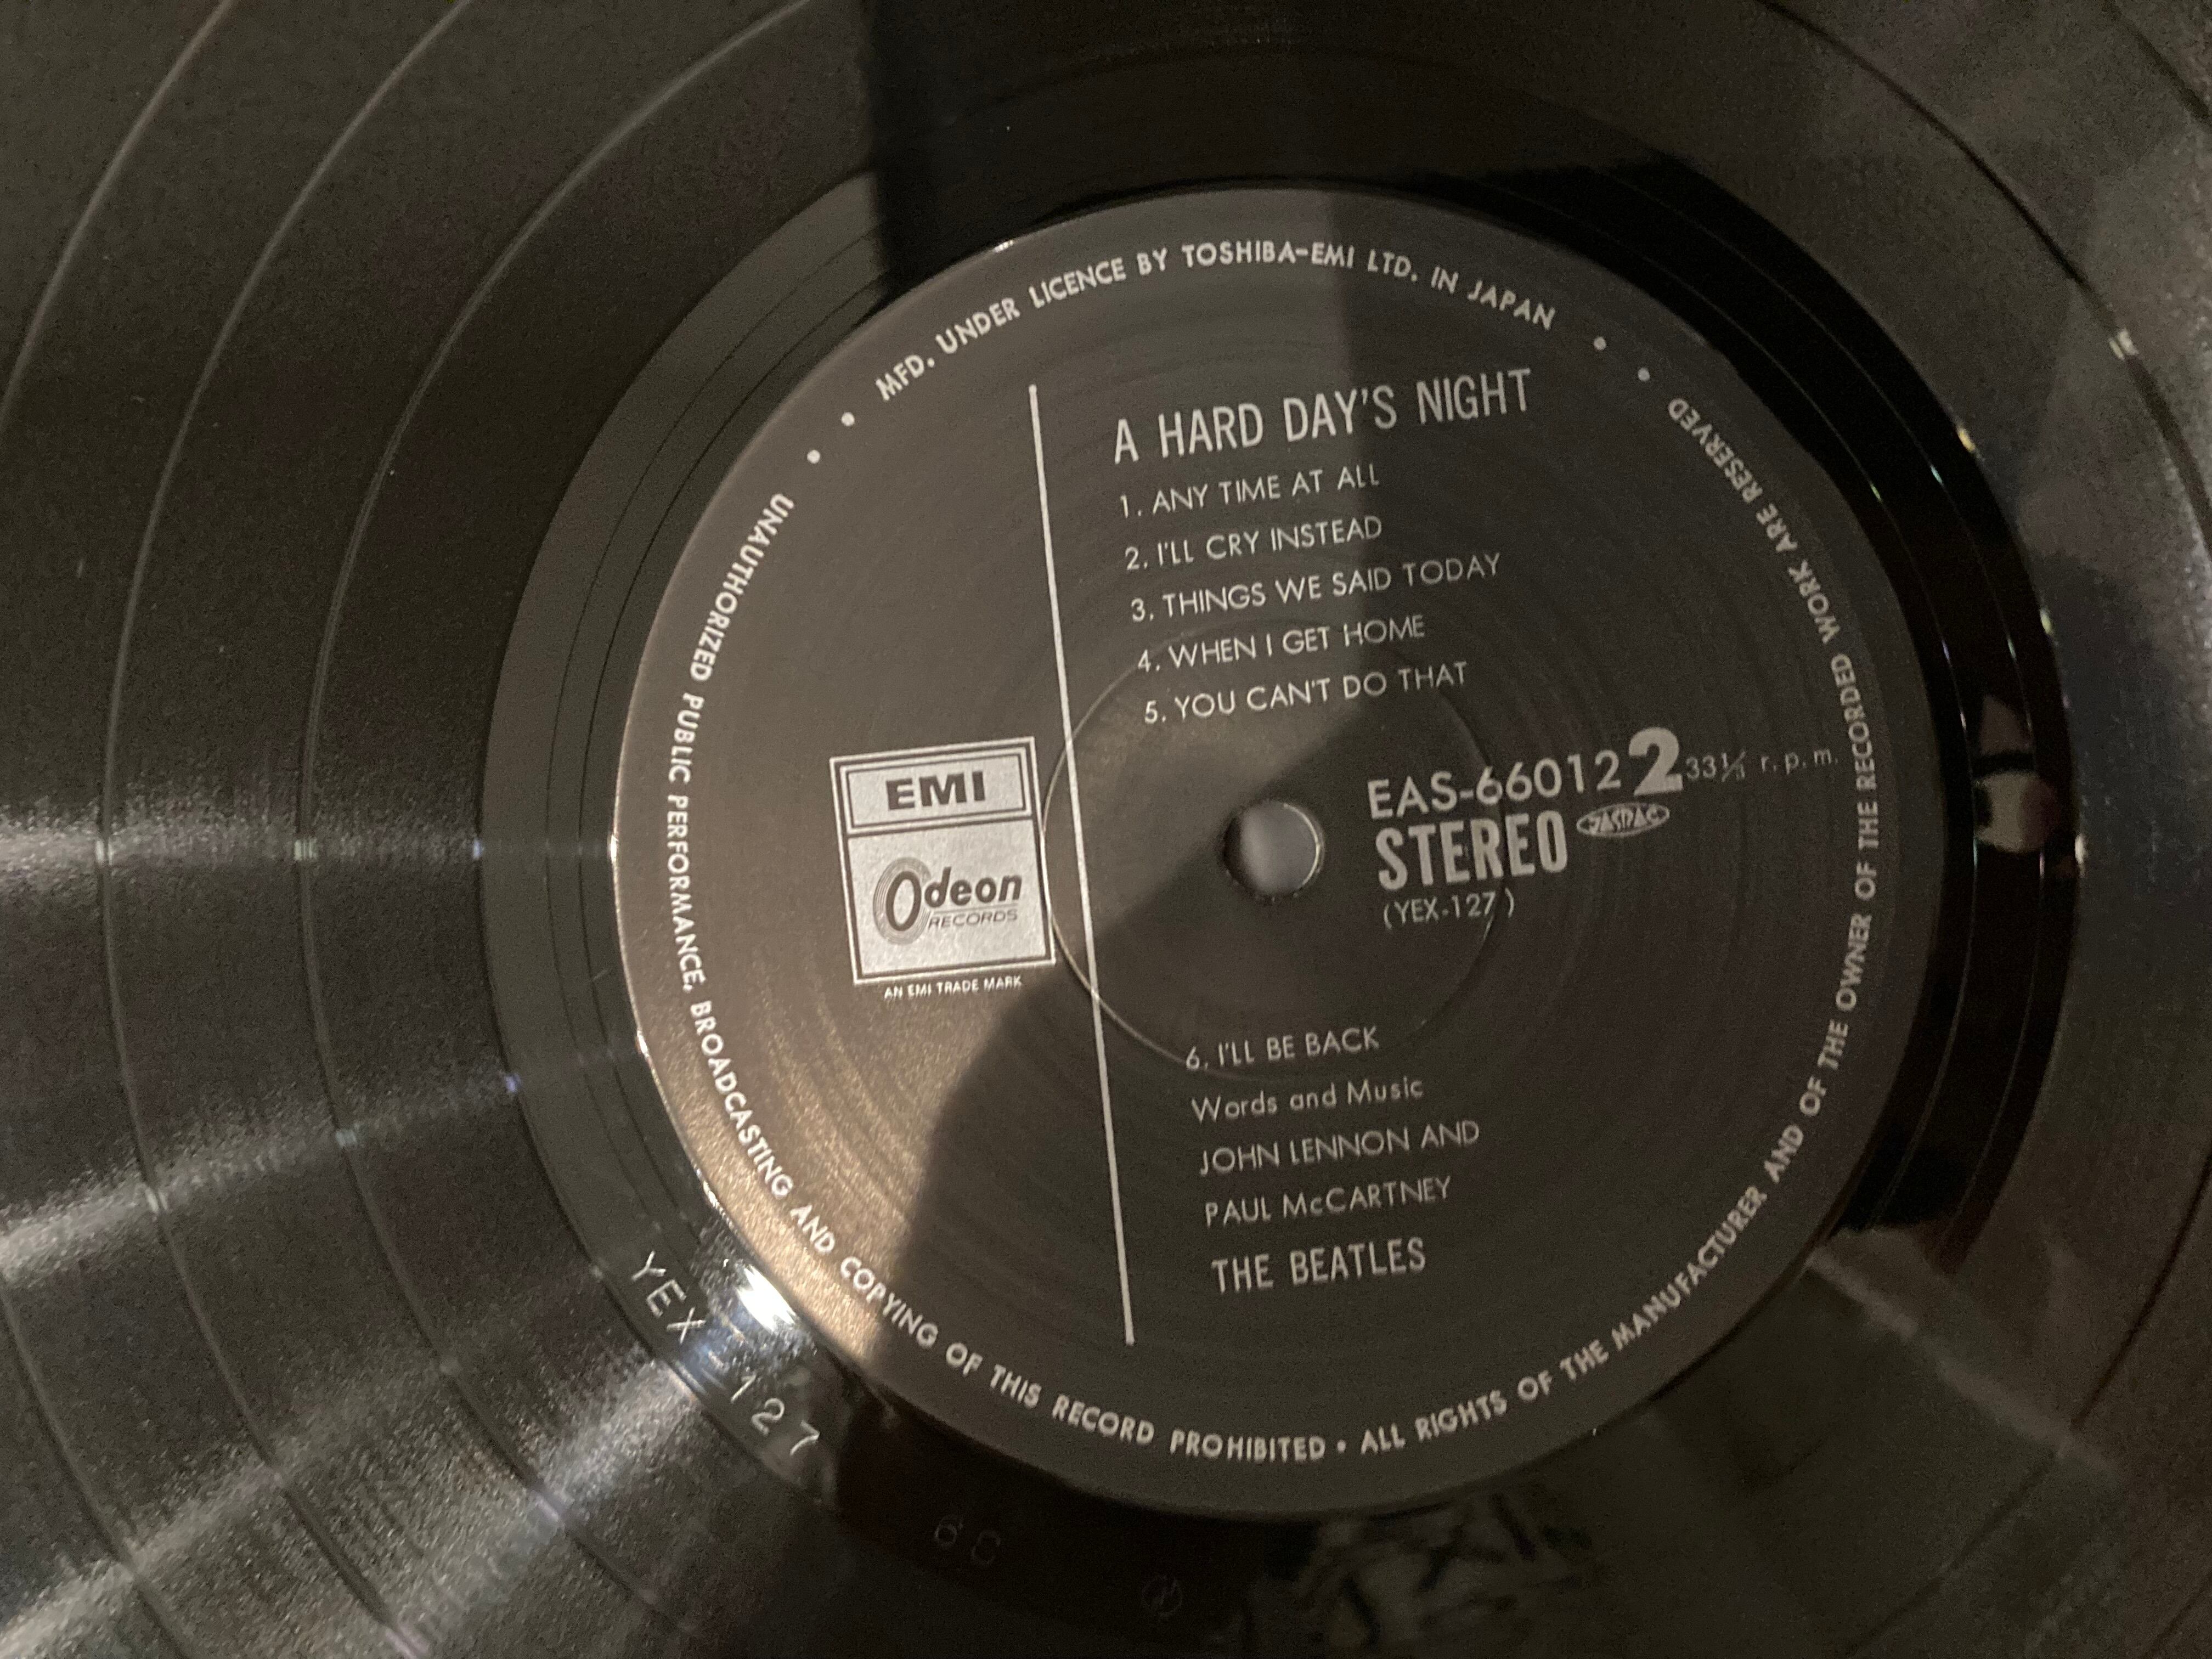 MFD. UNDER LICENCE BY TOSHIBA-EMI LTD. IN JAPAN
A HARD DAY'S NIGHT
1. ANY TIME AT ALL
2. I'LL CRY INSTEAD
3. THINGS WE SAID TODAY
4. WHEN I GET HOME
5. YOU CAN'T DO THAT
EMI
Odeon
RECORDS
AN EMI TRADE MARK
EAS-66012 2 33⅓ r.p.m.
STEREO JASRAC
(YEX-127)
6. I'LL BE BACK
Words and Music
JOHN LENNON AND
PAUL McCARTNEY
THE BEATLES
UNAUTHORIZED PUBLIC PERFORMANCE, BROADCASTING AND COPYING OF THIS RECORD PROHIBITED • ALL RIGHTS OF THE MANUFACTURER AND OF THE OWNER OF THE RECORDED WORK ARE RESERVED
YEX-127